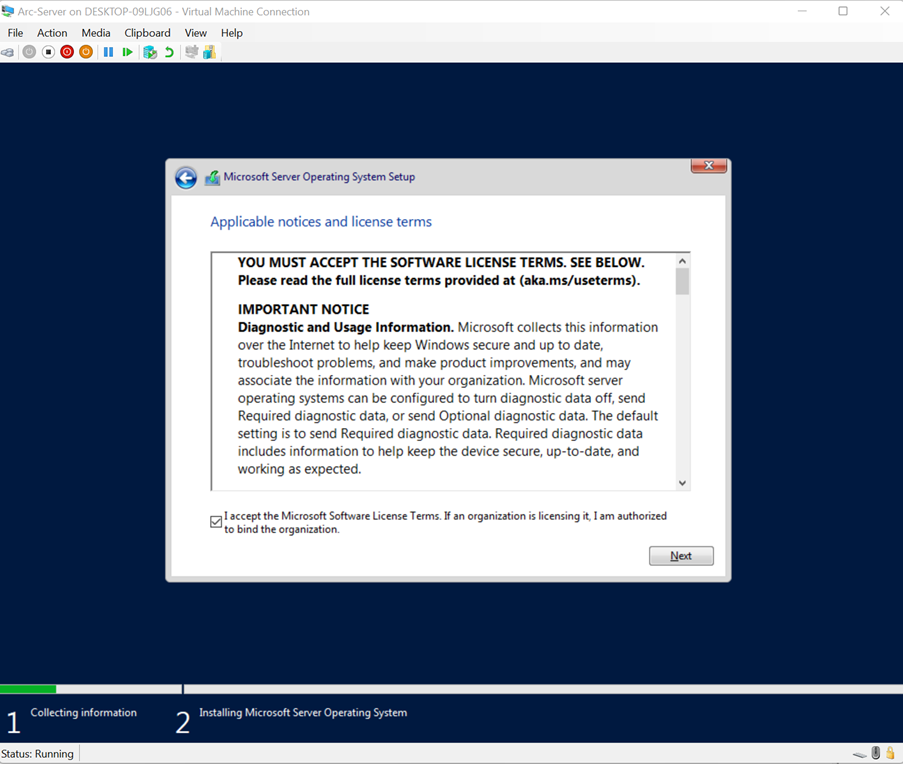 Arc-Server on DESKTOP-09LJG06 - Virtual Machine Connection
File Action Media Clipboard View Help
Microsoft Server Operating System Setup
Applicable notices and license terms
YOU MUST ACCEPT THE SOFTWARE LICENSE TERMS. SEE BELOW.
Please read the full license terms provided at (aka.ms/useterms).
IMPORTANT NOTICE
Diagnostic and Usage Information. Microsoft collects this information
over the Internet to help keep Windows secure and up to date,
troubleshoot problems, and make product improvements, and may
associate the information with your organization. Microsoft server
operating systems can be configured to turn diagnostic data off, send
Required diagnostic data, or send Optional diagnostic data. The default
setting is to send Required diagnostic data. Required diagnostic data
includes information to help keep the device secure, up-to-date, and
working as expected.
I accept the Microsoft Software License Terms. If an organization is licensing it, I am authorized
to bind the organization.
Next
1 Collecting information
2 Installing Microsoft Server Operating System
Status: Running